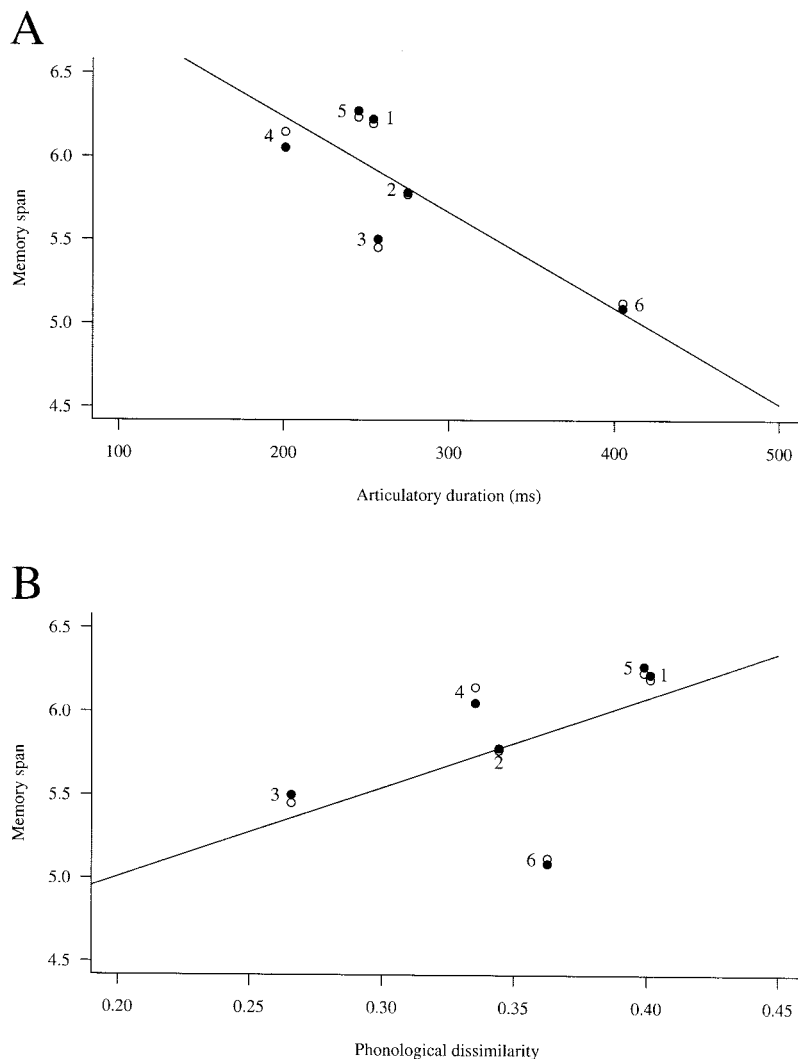 A
6.5
5
1
4
6.0
2
5.5
3
6
5.0
4.5
Memory span
100 200 300 400 500
Articulatory duration (ms)
B
6.5
5
1
4
6.0
2
5.5
3
6
5.0
4.5
Memory span
0.20 0.25 0.30 0.35 0.40 0.45
Phonological dissimilarity